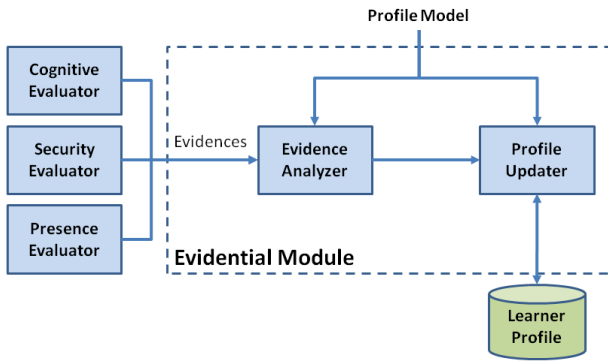 Profile Model
Cognitive
Evaluator
Security
Evaluator
Evidences
Evidence
Analyzer
Profile
Updater
Presence
Evaluator
Evidential Module
Learner
Profile